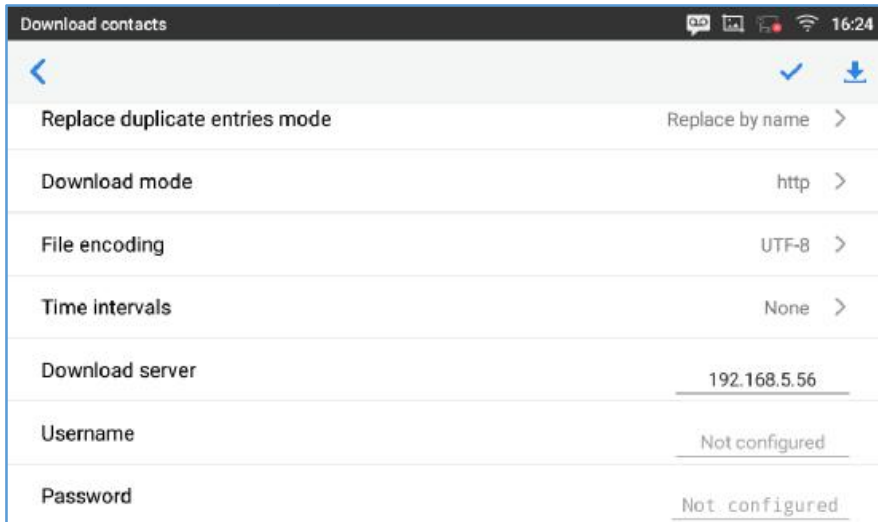 Download contacts 16:24
Replace duplicate entries mode Replace by name
Download mode http
File encoding UTF-8
Time intervals None
Download server 192.168.5.56
Username Not configured
Password Not configured